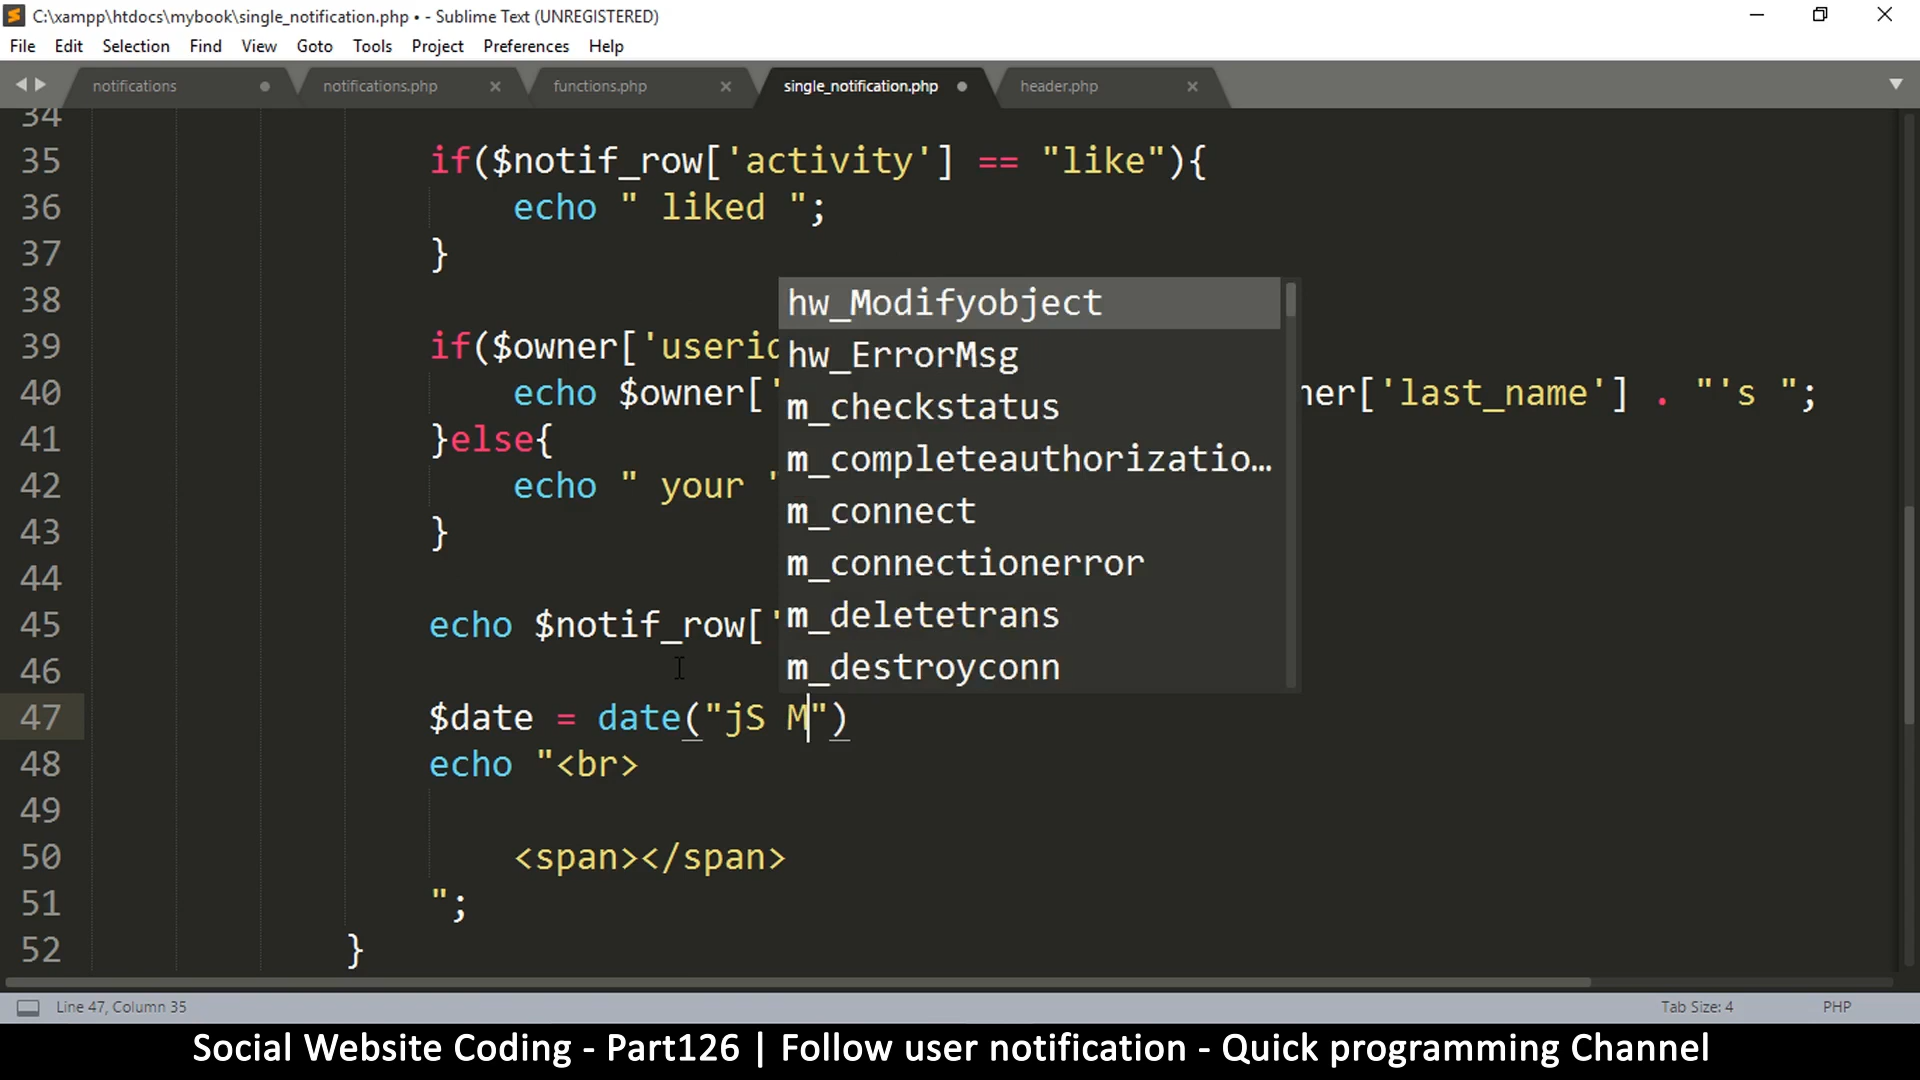 C:\xampp\htdocs\mybook\single_notification.php • - Sublime Text (UNREGISTERED)
File Edit Selection Find View Goto Tools Project Preferences Help
notifications notifications.php functions.php single_notification.php header.php
34
35 if($notif_row['activity'] == "like"){
36 echo " liked ";
37 }
38
39 if($owner['useri
40 echo $owner[' ner['last_name'] . "'s ";
41 }else{
42 echo " your "
43 }
44
45 echo $notif_row['
46
47 $date = date("jS M")
48 echo "<br>
49
50 <span></span>
51 ";
52 }
hw_Modifyobject
hw_ErrorMsg
m_checkstatus
m_completeauthorizatio…
m_connect
m_connectionerror
m_deletetrans
m_destroyconn
Line 47, Column 35 Tab Size: 4 PHP
Social Website Coding - Part126 | Follow user notification - Quick programming Channel